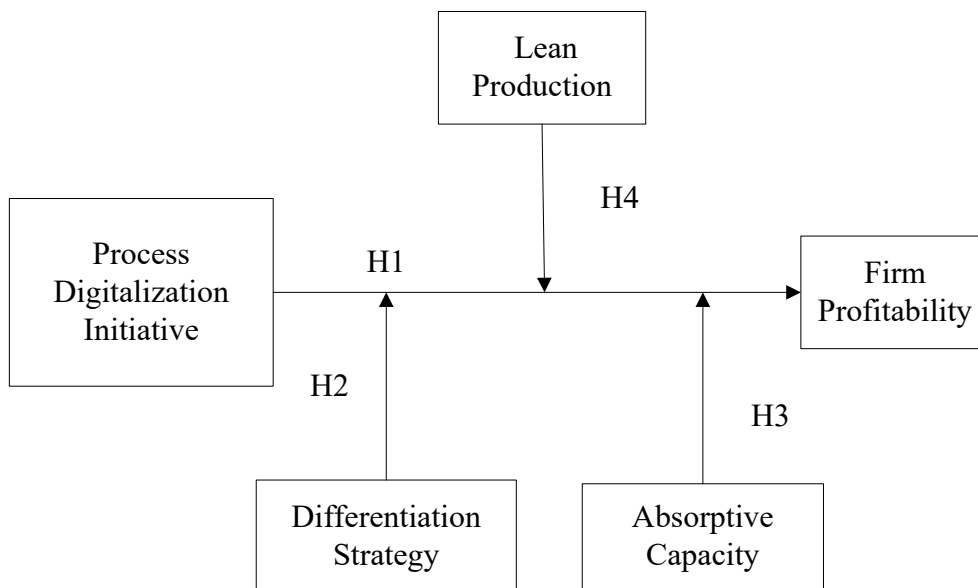 Lean
Production
H4
Process
Digitalization
Initiative
H1
Firm
Profitability
H2
H3
Differentiation
Strategy
Absorptive
Capacity